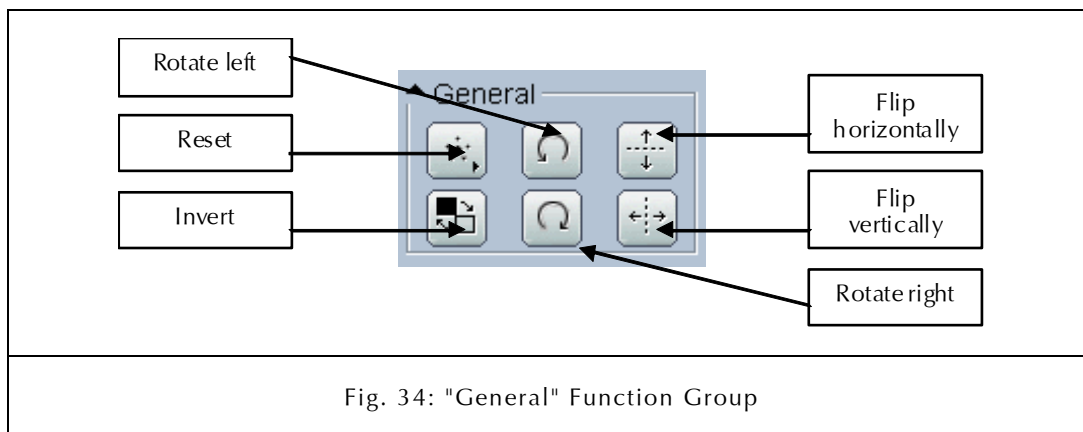 Rotate left
General
Reset
Flip
horizontally
Invert
Flip
vertically
Rotate right
Fig. 34: "General" Function Group